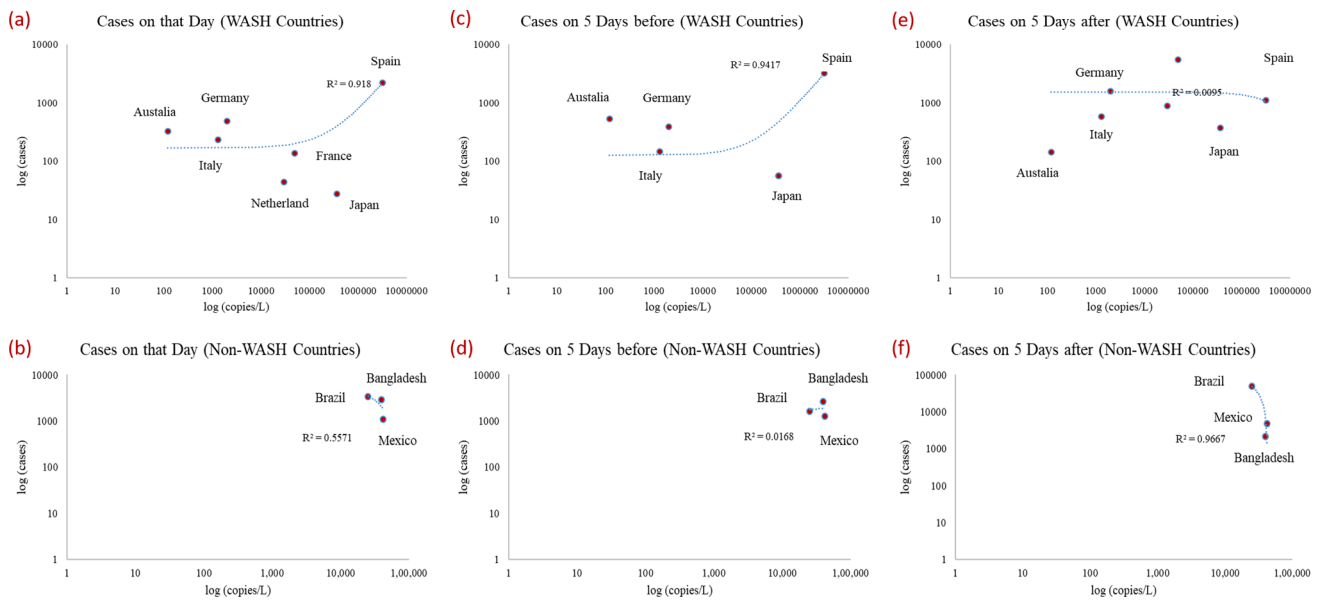 (a)
Cases on that Day (WASH Countries)
10000
1000
100
10
1
log (cases)
Spain
R² = 0.918
Germany
Austalia
Italy
France
Netherland
Japan
1 10 100 1000 10000 100000 1000000 10000000
log (copies/L)
(c)
Cases on 5 Days before (WASH Countries)
10000
1000
100
10
1
log (cases)
Spain
R² = 0.9417
Austalia
Germany
Italy
Japan
1 10 100 1000 10000 100000 1000000 10000000
log (copies/L)
(e)
Cases on 5 Days after (WASH Countries)
10000
1000
100
10
1
log (cases)
Spain
Germany
R² = 0.0095
Italy
Japan
Austalia
1 10 100 1000 10000 100000 1000000 10000000
log (copies/L)
(b)
Cases on that Day (Non-WASH Countries)
10000
1000
100
10
1
log (cases)
Bangladesh
Brazil
R² = 0.5571
Mexico
1 10 100 1,000 10,000 1,00,000
log (copies/L)
(d)
Cases on 5 Days before (Non-WASH Countries)
10000
1000
100
10
1
log (cases)
Bangladesh
Brazil
R² = 0.0168
Mexico
1 10 100 1,000 10,000 1,00,000
log (copies/L)
(f)
Cases on 5 Days after (Non-WASH Countries)
100000
10000
1000
100
10
1
log (cases)
Brazil
Mexico
R² = 0.9667
Bangladesh
1 10 100 1,000 10,000 1,00,000
log (copies/L)